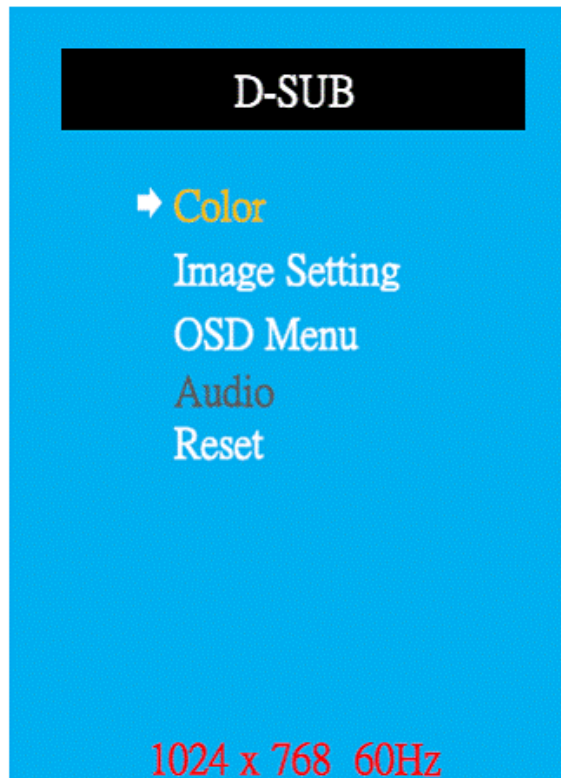 D-SUB
Color
Image Setting
OSD Menu
Audio
Reset
1024 x 768 60Hz